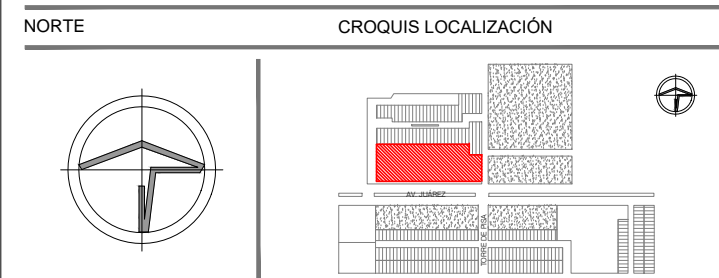 NORTE
CROQUIS LOCALIZACIÓN
AV. JUÁREZ
TORRE DE PISA